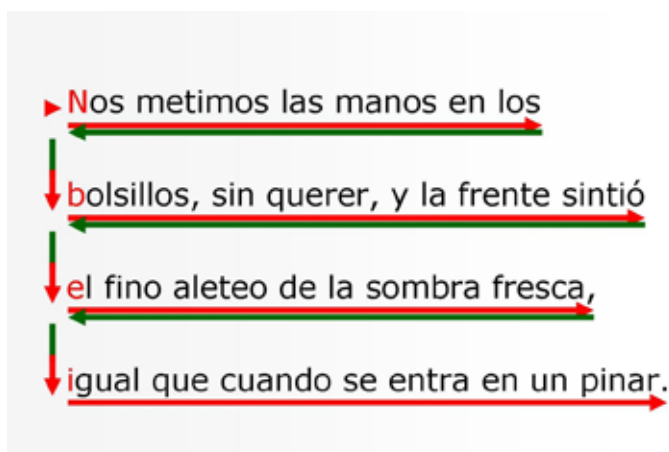 Nos metimos las manos en los
bolsillos, sin querer, y la frente sintió
el fino aleteo de la sombra fresca,
igual que cuando se entra en un pinar.